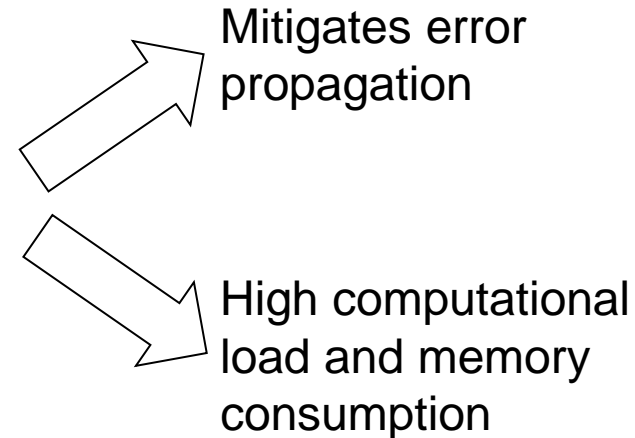 Mitigates error
propagation
High computational
load and memory
consumption